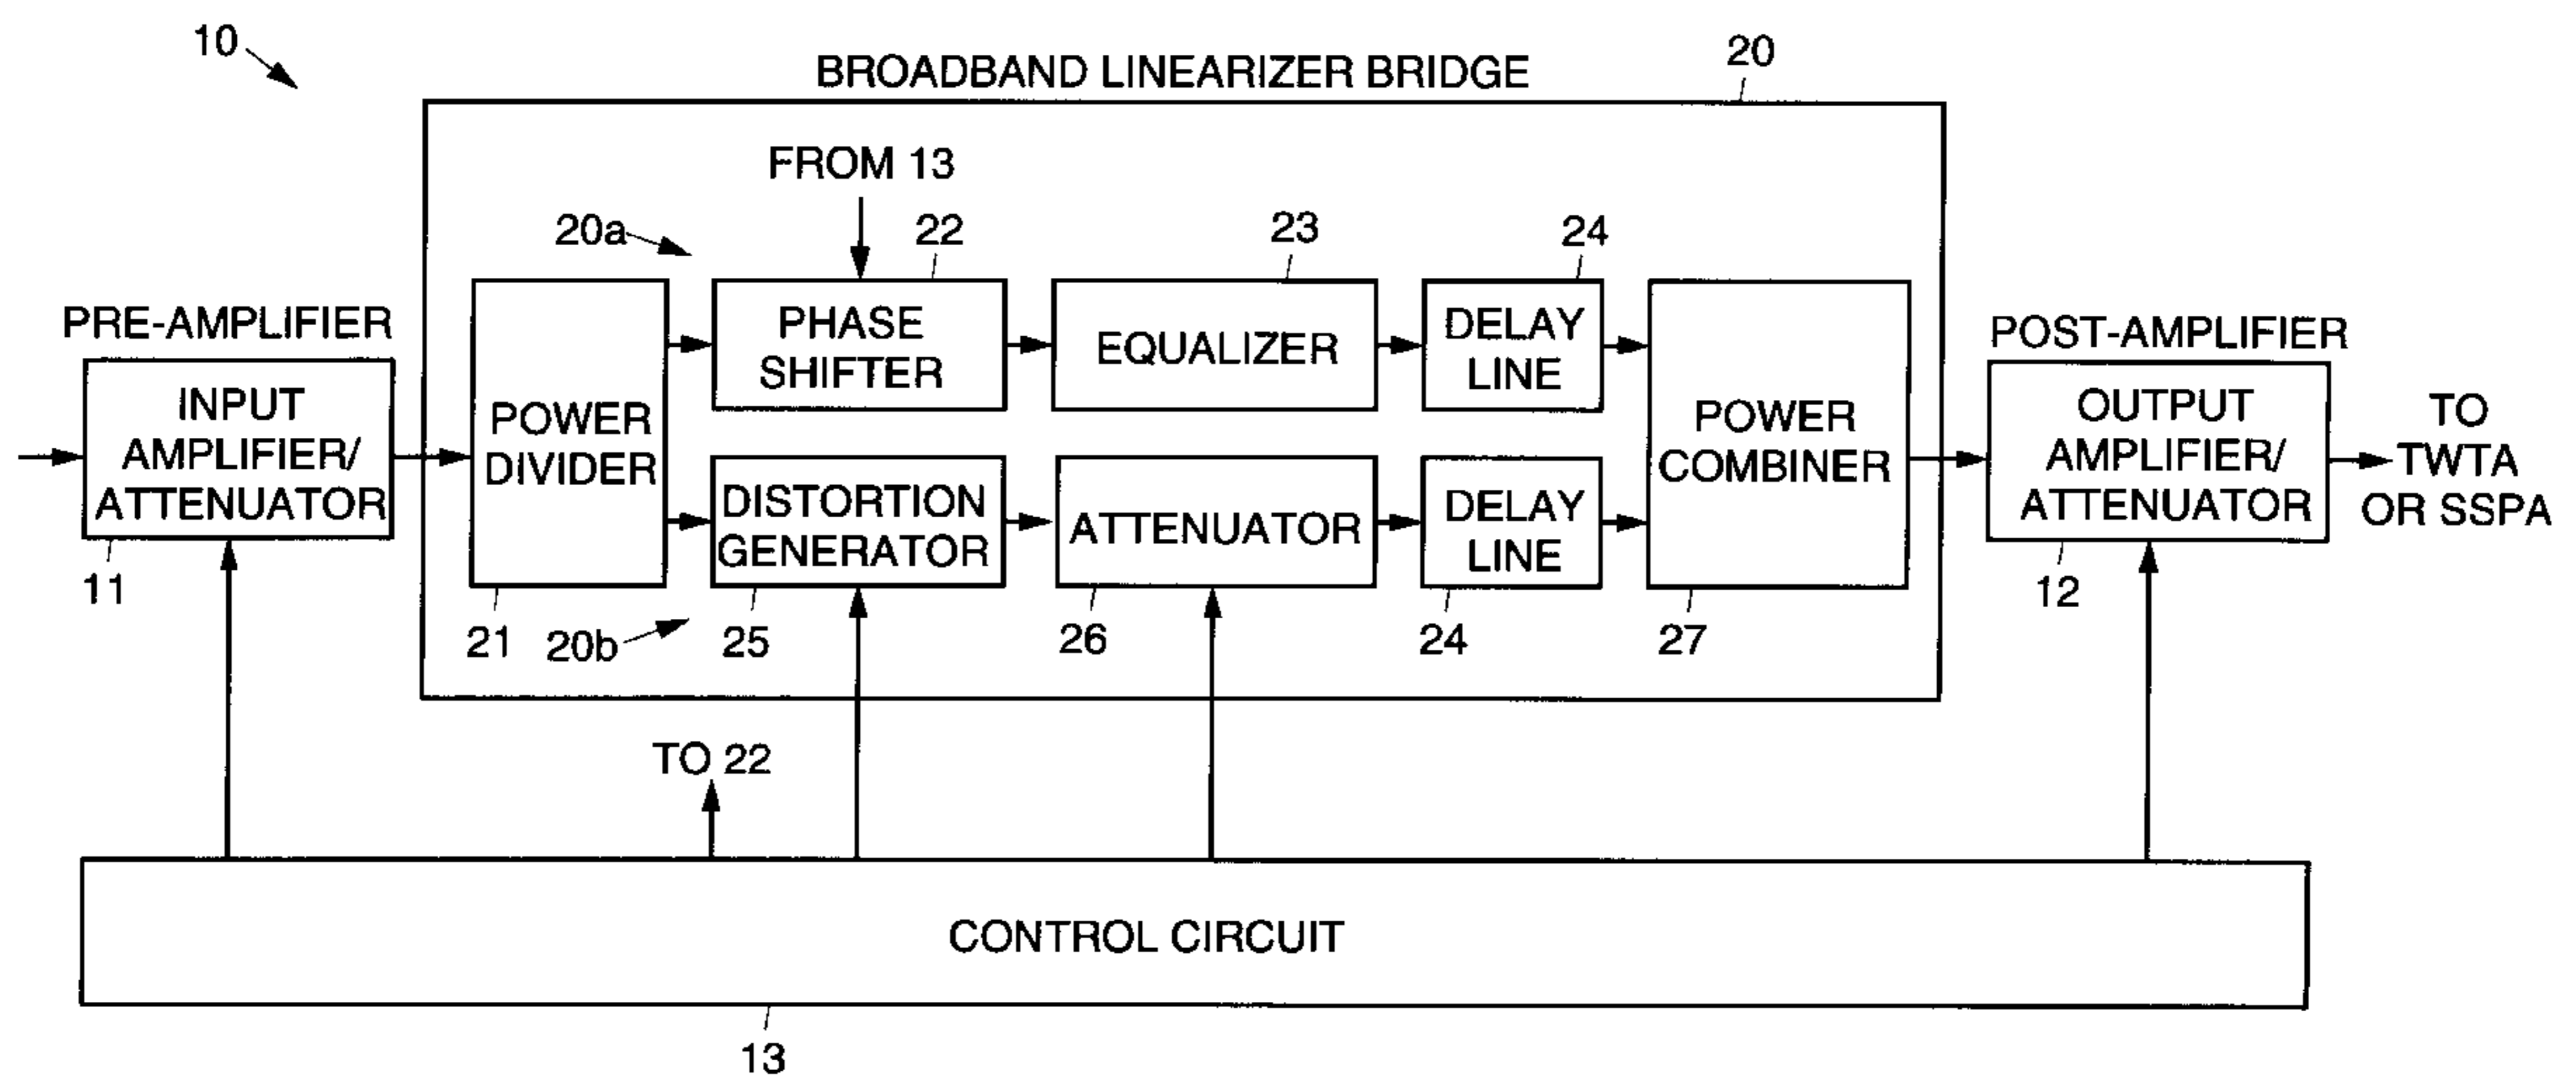 10
BROADBAND LINEARIZER BRIDGE
20
FROM 13
20a
22
23
24
PRE-AMPLIFIER
INPUT
AMPLIFIER/
ATTENUATOR
11
POWER
DIVIDER
21
PHASE
SHIFTER
EQUALIZER
DELAY
LINE
DISTORTION
GENERATOR
25
20b
ATTENUATOR
26
DELAY
LINE
24
POWER
COMBINER
27
POST-AMPLIFIER
OUTPUT
AMPLIFIER/
ATTENUATOR
12
TO
TWTA
OR SSPA
TO 22
CONTROL CIRCUIT
13